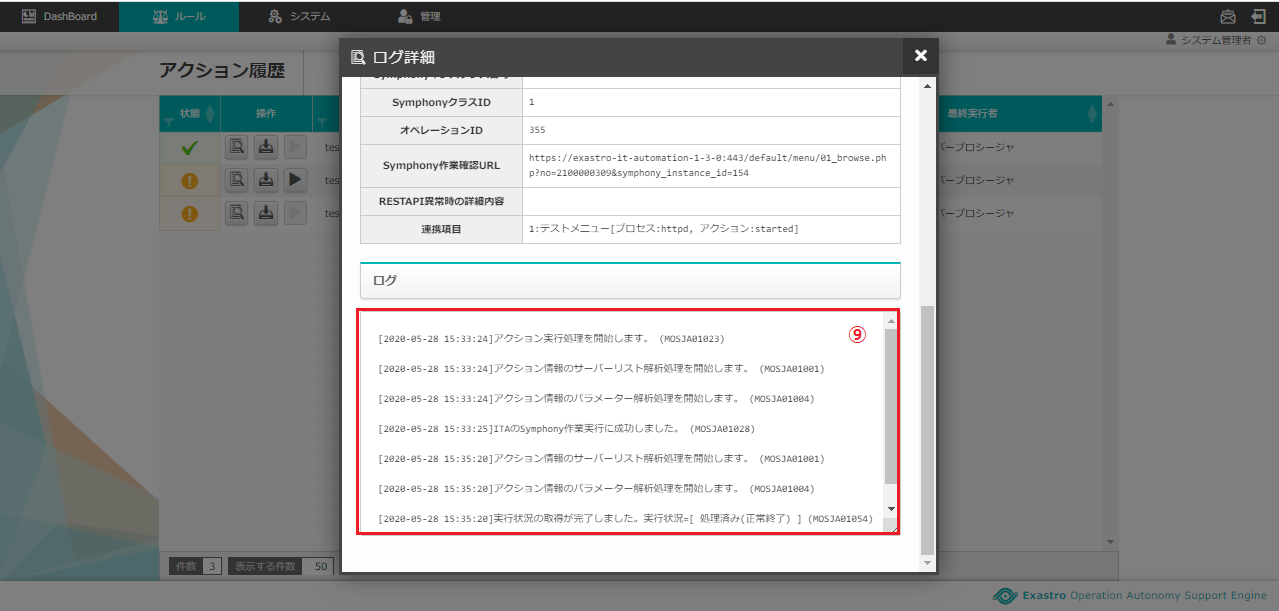 DashBoard
ルール
システム
管理
システム管理者
アクション履歴
状態
操作
最終実行者
tes
tes
tes
バープロシージャ
バープロシージャ
バープロシージャ
ログ詳細
SymphonyクラスID
1
オペレーションID
355
Symphony作業確認URL
https://exastro-it-automation-1-3-0:443/default/menu/01_browse.ph
p?no=2100000309&symphony_instance_id=154
RESTAPI異常時の詳細内容
連携項目
1:テストメニュー[プロセス:httpd, アクション:started]
ログ
⑨
[2020-05-28 15:33:24]アクション実行処理を開始します。 (MOSJA01023)
[2020-05-28 15:33:24]アクション情報のサーバーリスト解析処理を開始します。 (MOSJA01001)
[2020-05-28 15:33:24]アクション情報のパラメーター解析処理を開始します。 (MOSJA01004)
[2020-05-28 15:33:25]ITAのSymphony作業実行に成功しました。 (MOSJA01028)
[2020-05-28 15:35:20]アクション情報のサーバーリスト解析処理を開始します。 (MOSJA01001)
[2020-05-28 15:35:20]アクション情報のパラメーター解析処理を開始します。 (MOSJA01004)
[2020-05-28 15:35:20]実行状況の取得が完了しました。実行状況=[ 処理済み(正常終了) ] (MOSJA01054)
件数 3
表示する件数 50
Exastro Operation Autonomy Support Engine